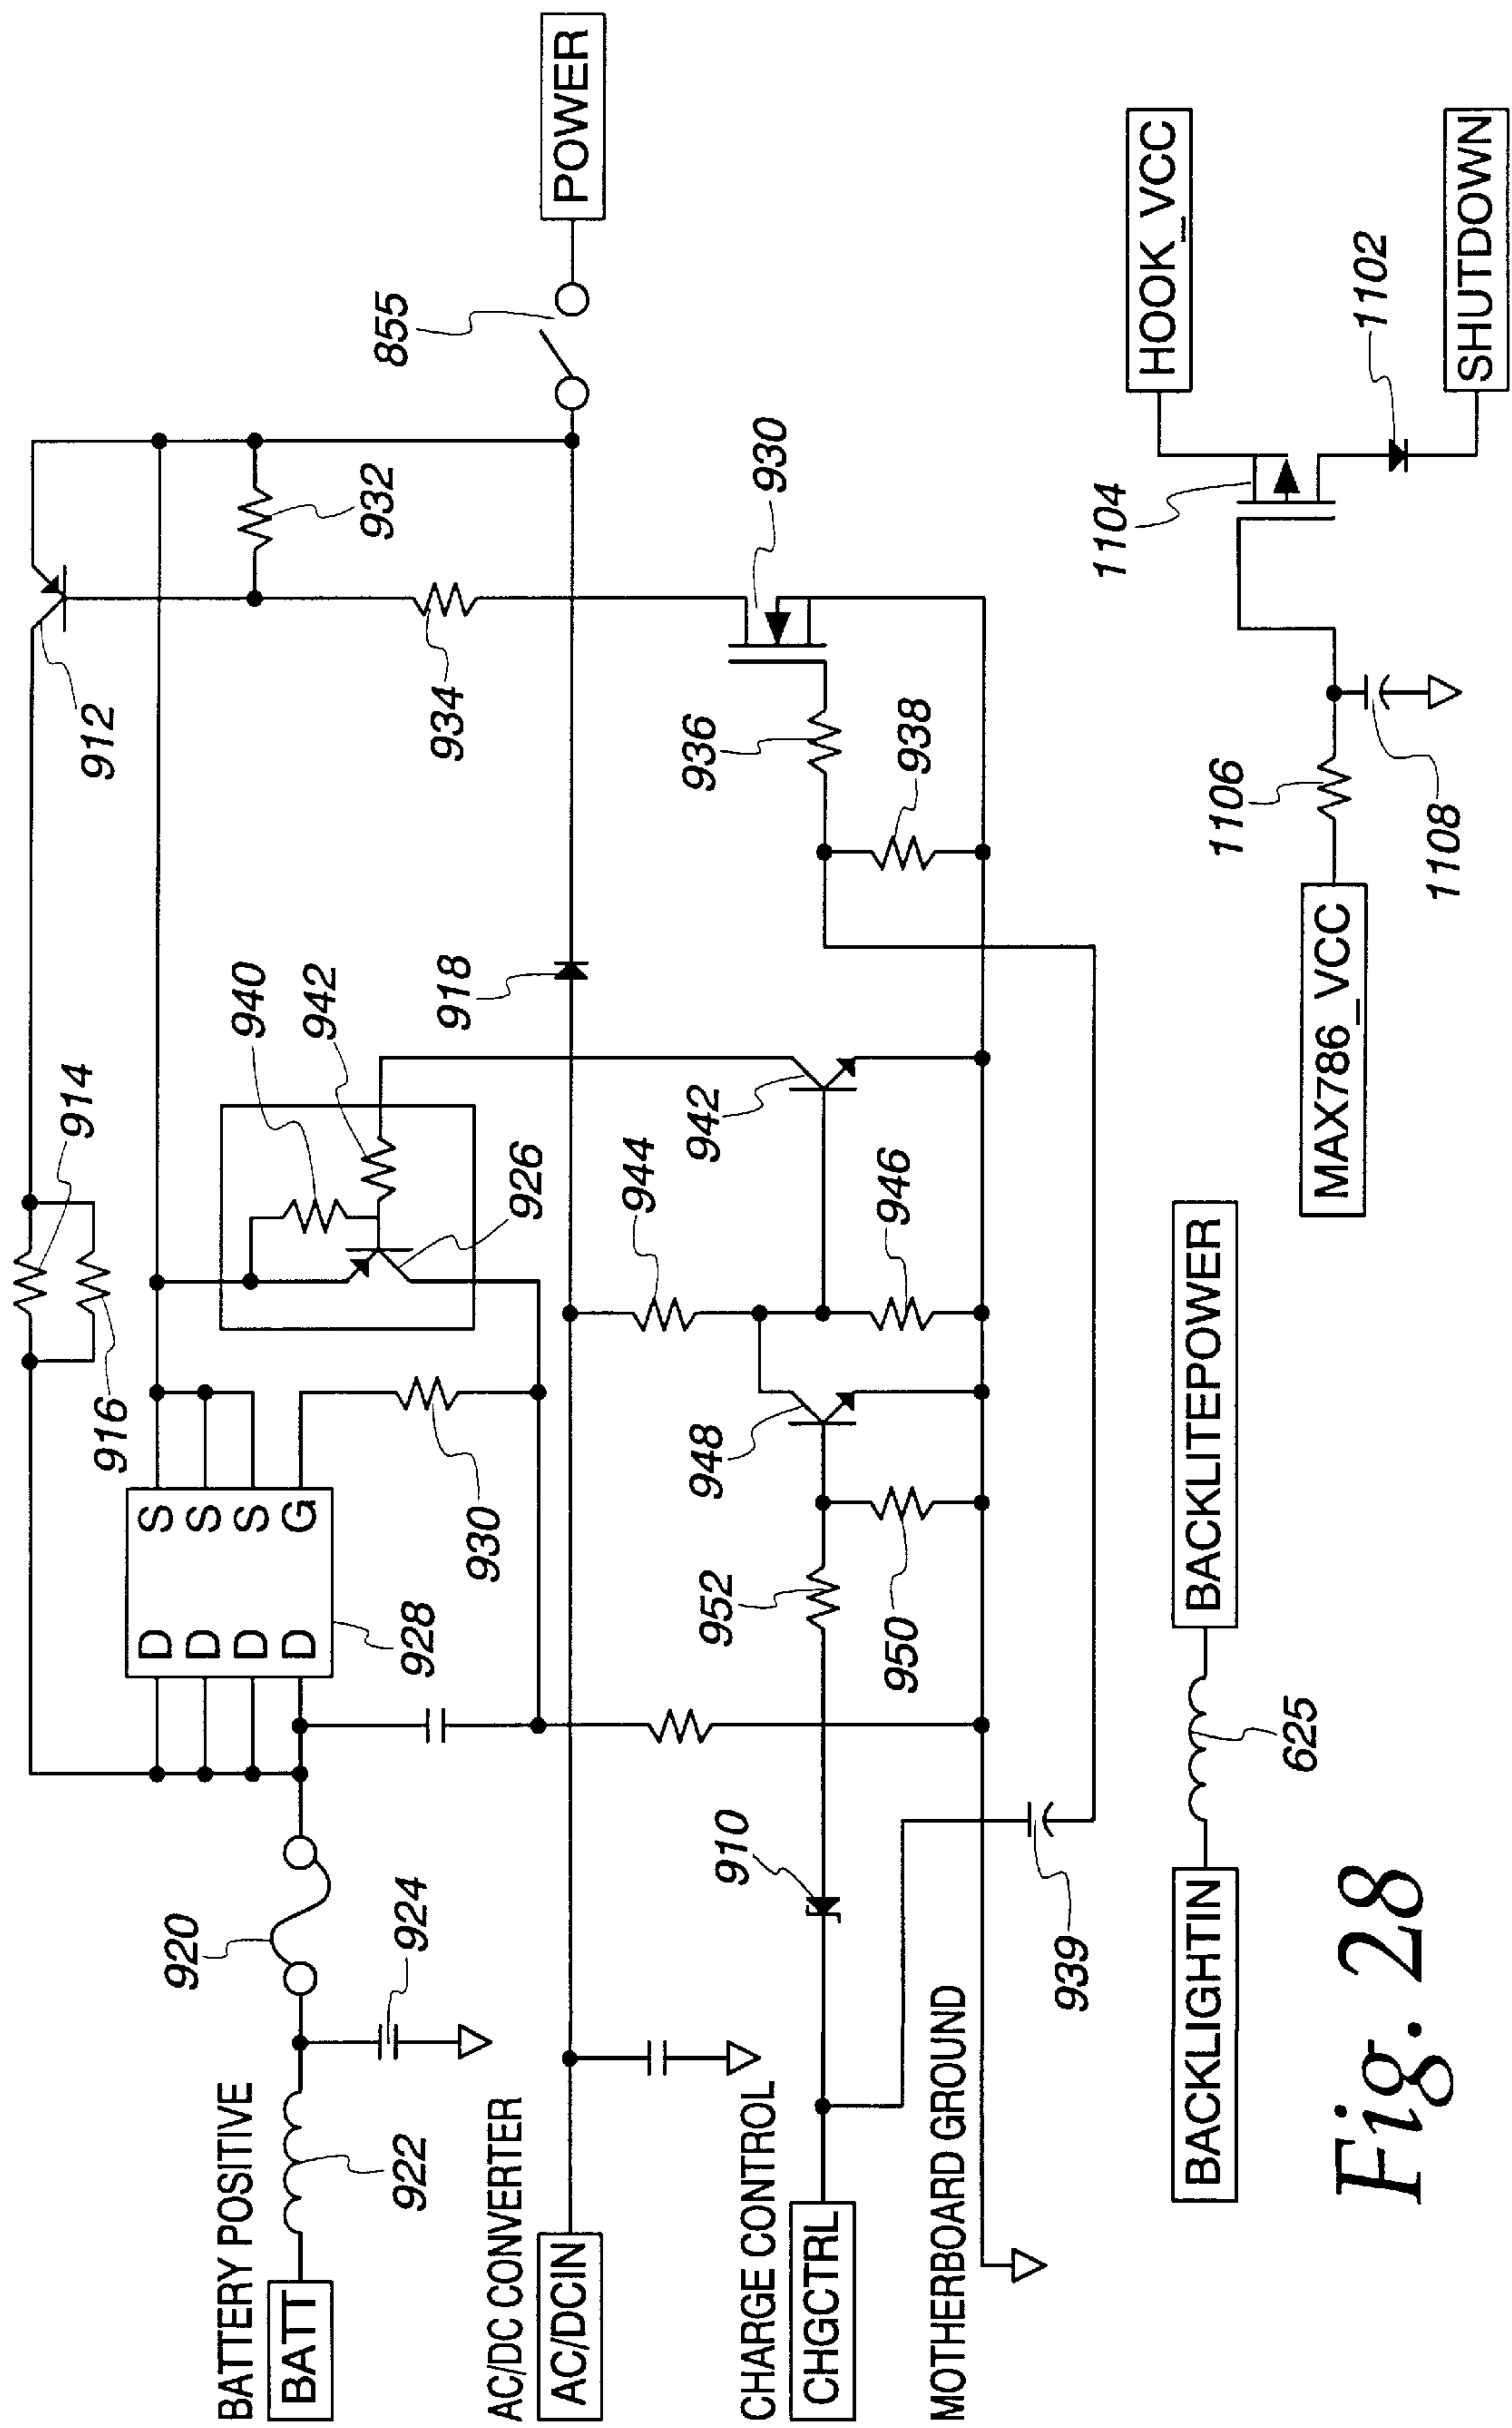 914
916
912
932
934
940
942
926
D S
D S
D S
D G
928
930
920
922
924
BATTERY POSITIVE
BATT
918
855
POWER
AC/DC CONVERTER
AC/DCIN
944
942
946
948
950
952
910
930
936
938
CHARGE CONTROL
CHGCTRL
MOTHERBOARD GROUND
939
BACKLIGHTIN
625
BACKLITEPOWER
MAX786_VCC
1106
1108
1104
HOOK_VCC
1102
SHUTDOWN
Fig. 28